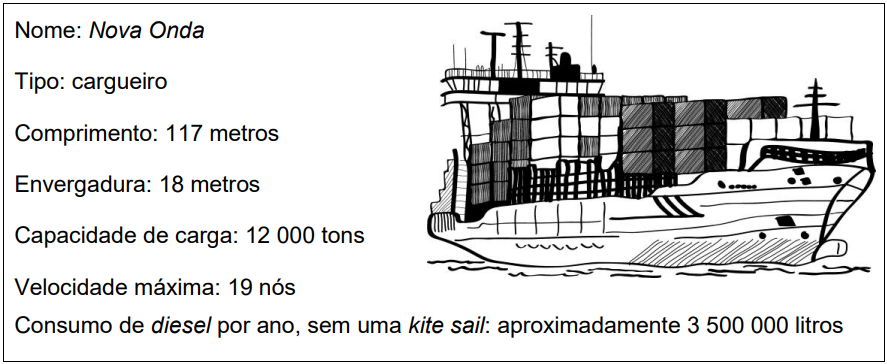 Nome: Nova Onda
Tipo: cargueiro
Comprimento: 117 metros
Envergadura: 18 metros
Capacidade de carga: 12 000 tons
Velocidade máxima: 19 nós
Consumo de diesel por ano, sem uma kite sail: aproximadamente 3 500 000 litros